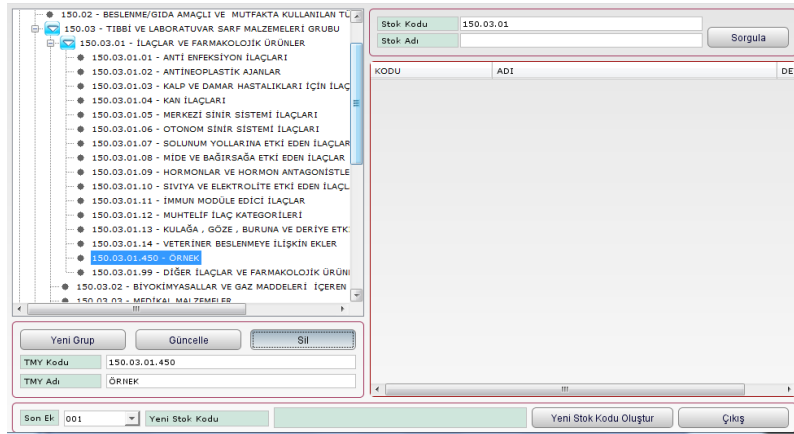 150.02 - BESLENME/GIDA AMAÇLI VE MUTFAKTA KULLANILAN TÜ
150.03 - TIBBİ VE LABORATUVAR SARF MALZEMELERİ GRUBU
150.03.01 - İLAÇLAR VE FARMAKOLOJİK ÜRÜNLER
150.03.01.01 - ANTİ ENFEKSİYON İLAÇLARI
150.03.01.02 - ANTİNEOPLASTİK AJANLAR
150.03.01.03 - KALP VE DAMAR HASTALIKLARI İÇİN İLAÇ
150.03.01.04 - KAN İLAÇLARI
150.03.01.05 - MERKEZİ SİNİR SİSTEMİ İLAÇLARI
150.03.01.06 - OTONOM SİNİR SİSTEMİ İLAÇLARI
150.03.01.07 - SOLUNUM YOLLARINA ETKİ EDEN İLAÇLAR
150.03.01.08 - MİDE VE BAĞIRSAĞA ETKİ EDEN İLAÇLAR
150.03.01.09 - HORMONLAR VE HORMON ANTAGONİSTLE
150.03.01.10 - SIVIYA VE ELEKTROLİTE ETKİ EDEN İLAÇL
150.03.01.11 - İMMUN MODÜLE EDİCİ İLAÇLAR
150.03.01.12 - MUHTELİF İLAÇ KATEGORİLERİ
150.03.01.13 - KULAĞA , GÖZE , BURUNA VE DERİYE ETK:
150.03.01.14 - VETERİNER BESLENMEYE İLİŞKİN EKLER
150.03.01.450 - ÖRNEK
150.03.01.99 - DİĞER İLAÇLAR VE FARMAKOLOJİK ÜRÜNI
150.03.02 - BİYOKİMYASALLAR VE GAZ MADDELERİ İÇEREN
150.03.03 - MEDİKAL MALZEMELER
Yeni Grup Güncelle Sil
TMY Kodu 150.03.01.450
TMY Adı ÖRNEK
Stok Kodu 150.03.01
Stok Adı
Sorgula
KODU ADI DE
Son Ek 001 Yeni Stok Kodu Yeni Stok Kodu Oluştur Çıkış